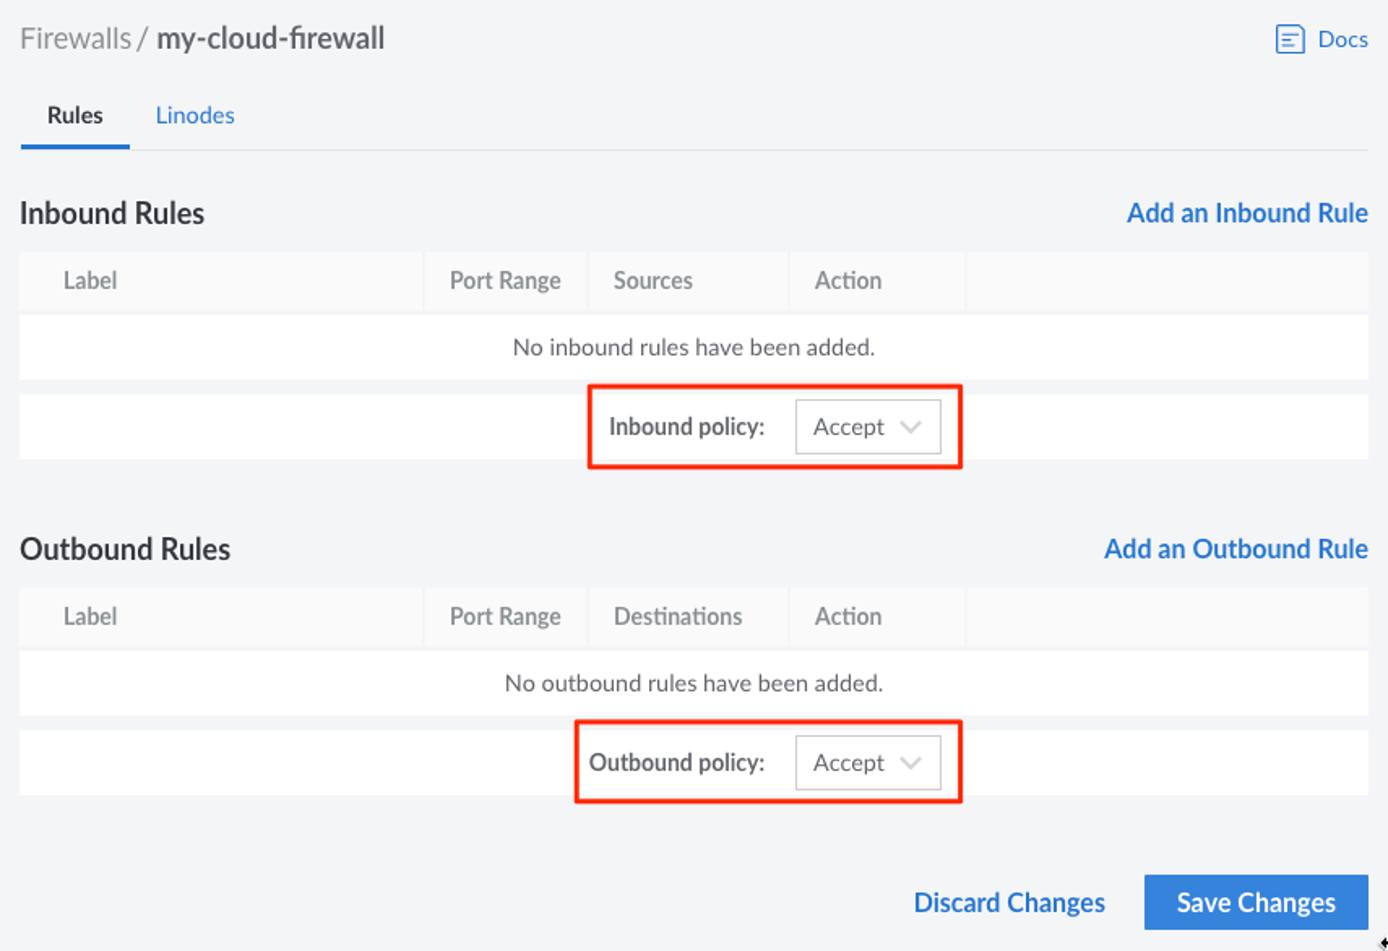 Firewalls / my-cloud-firewall
Docs
Rules Linodes
Inbound Rules Add an Inbound Rule
Label Port Range Sources Action
No inbound rules have been added.
Inbound policy: Accept
Outbound Rules Add an Outbound Rule
Label Port Range Destinations Action
No outbound rules have been added.
Outbound policy: Accept
Discard Changes Save Changes